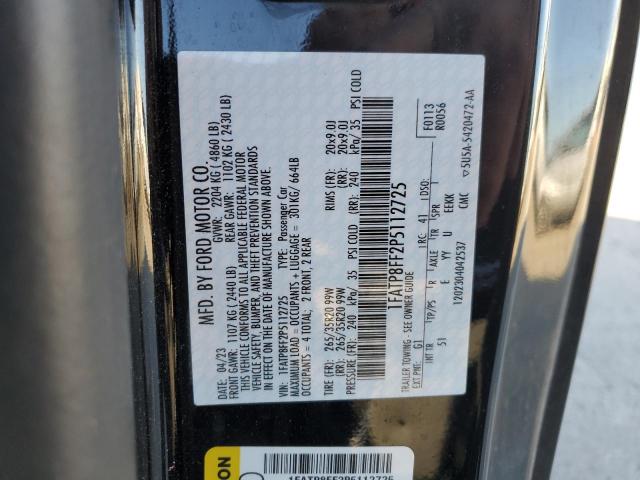 MFD. BY FORD MOTOR CO.
DATE: 04/23 GVWR: 2204 KG ( 4860 LB)
FRONT GAWR: 1107 KG ( 2440 LB) REAR GAWR: 1102 KG ( 2430 LB)
THIS VEHICLE CONFORMS TO ALL APPLICABLE FEDERAL MOTOR
VEHICLE SAFETY, BUMPER, AND THEFT PREVENTION STANDARDS
IN EFFECT ON THE DATE OF MANUFACTURE SHOWN ABOVE.
VIN: 1FATP8FF2P5112725 TYPE: Passenger Car
MAXIMUM LOAD = OCCUPANTS + LUGGAGE = 301KG/ 664LB
OCCUPANTS = 4 TOTAL: 2 FRONT, 2 REAR
TIRE (FR): 265/35R20 99W RIMS (FR): 20x9.0J
(RR): 265/35R20 99W (RR): 20x9.0J
PRESSURE (FR): 240 kPa/ 35 PSI COLD (RR): 240 kPa/ 35 PSI COLD
1FATP8FF2P5112725
TRAILER TOWING - SEE OWNER GUIDE
EXT PNT: G1 RC: 41 DSO: F0113
R0056
INT TR TP/PS R AXLE TR SPR
51 E YY U EEKK
1202304042537 CMC ▽5U5A-5420472-AA
1FATP8FF2P5112725